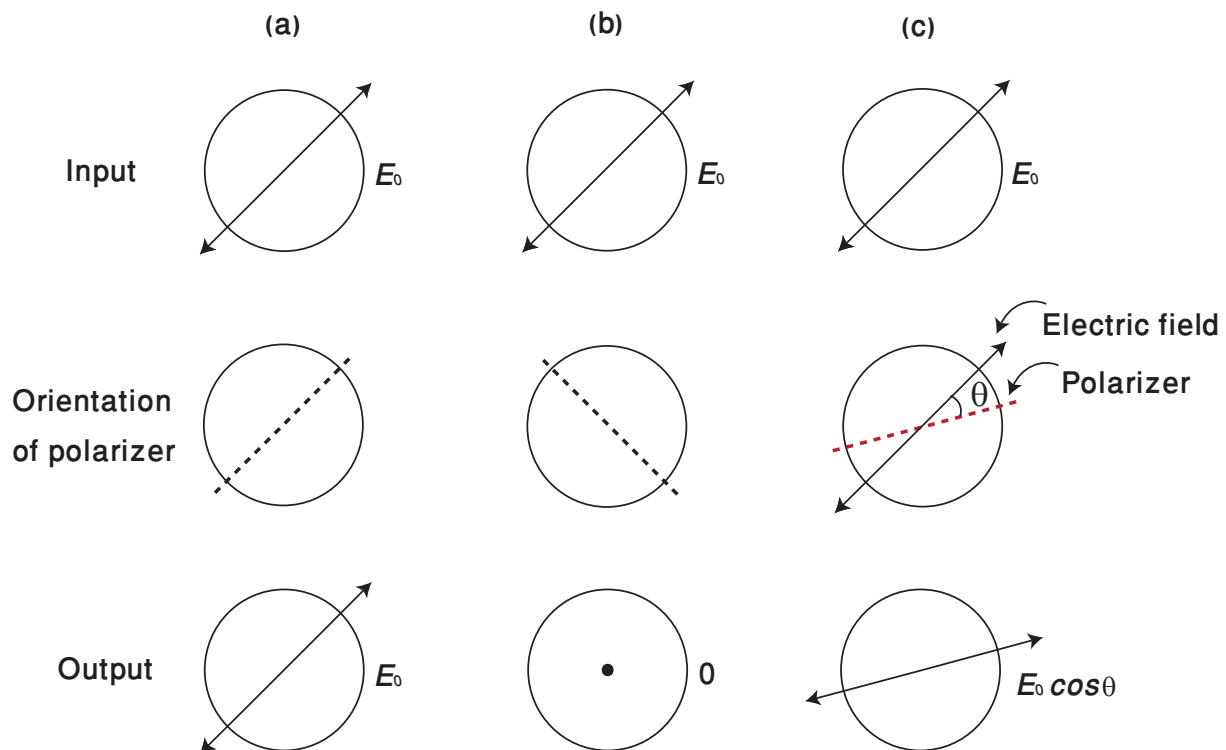 (a)
(b)
(c)
Input
E₀
E₀
E₀
Orientation
of polarizer
Electric field
Polarizer
θ
Output
E₀
0
E₀ cosθ